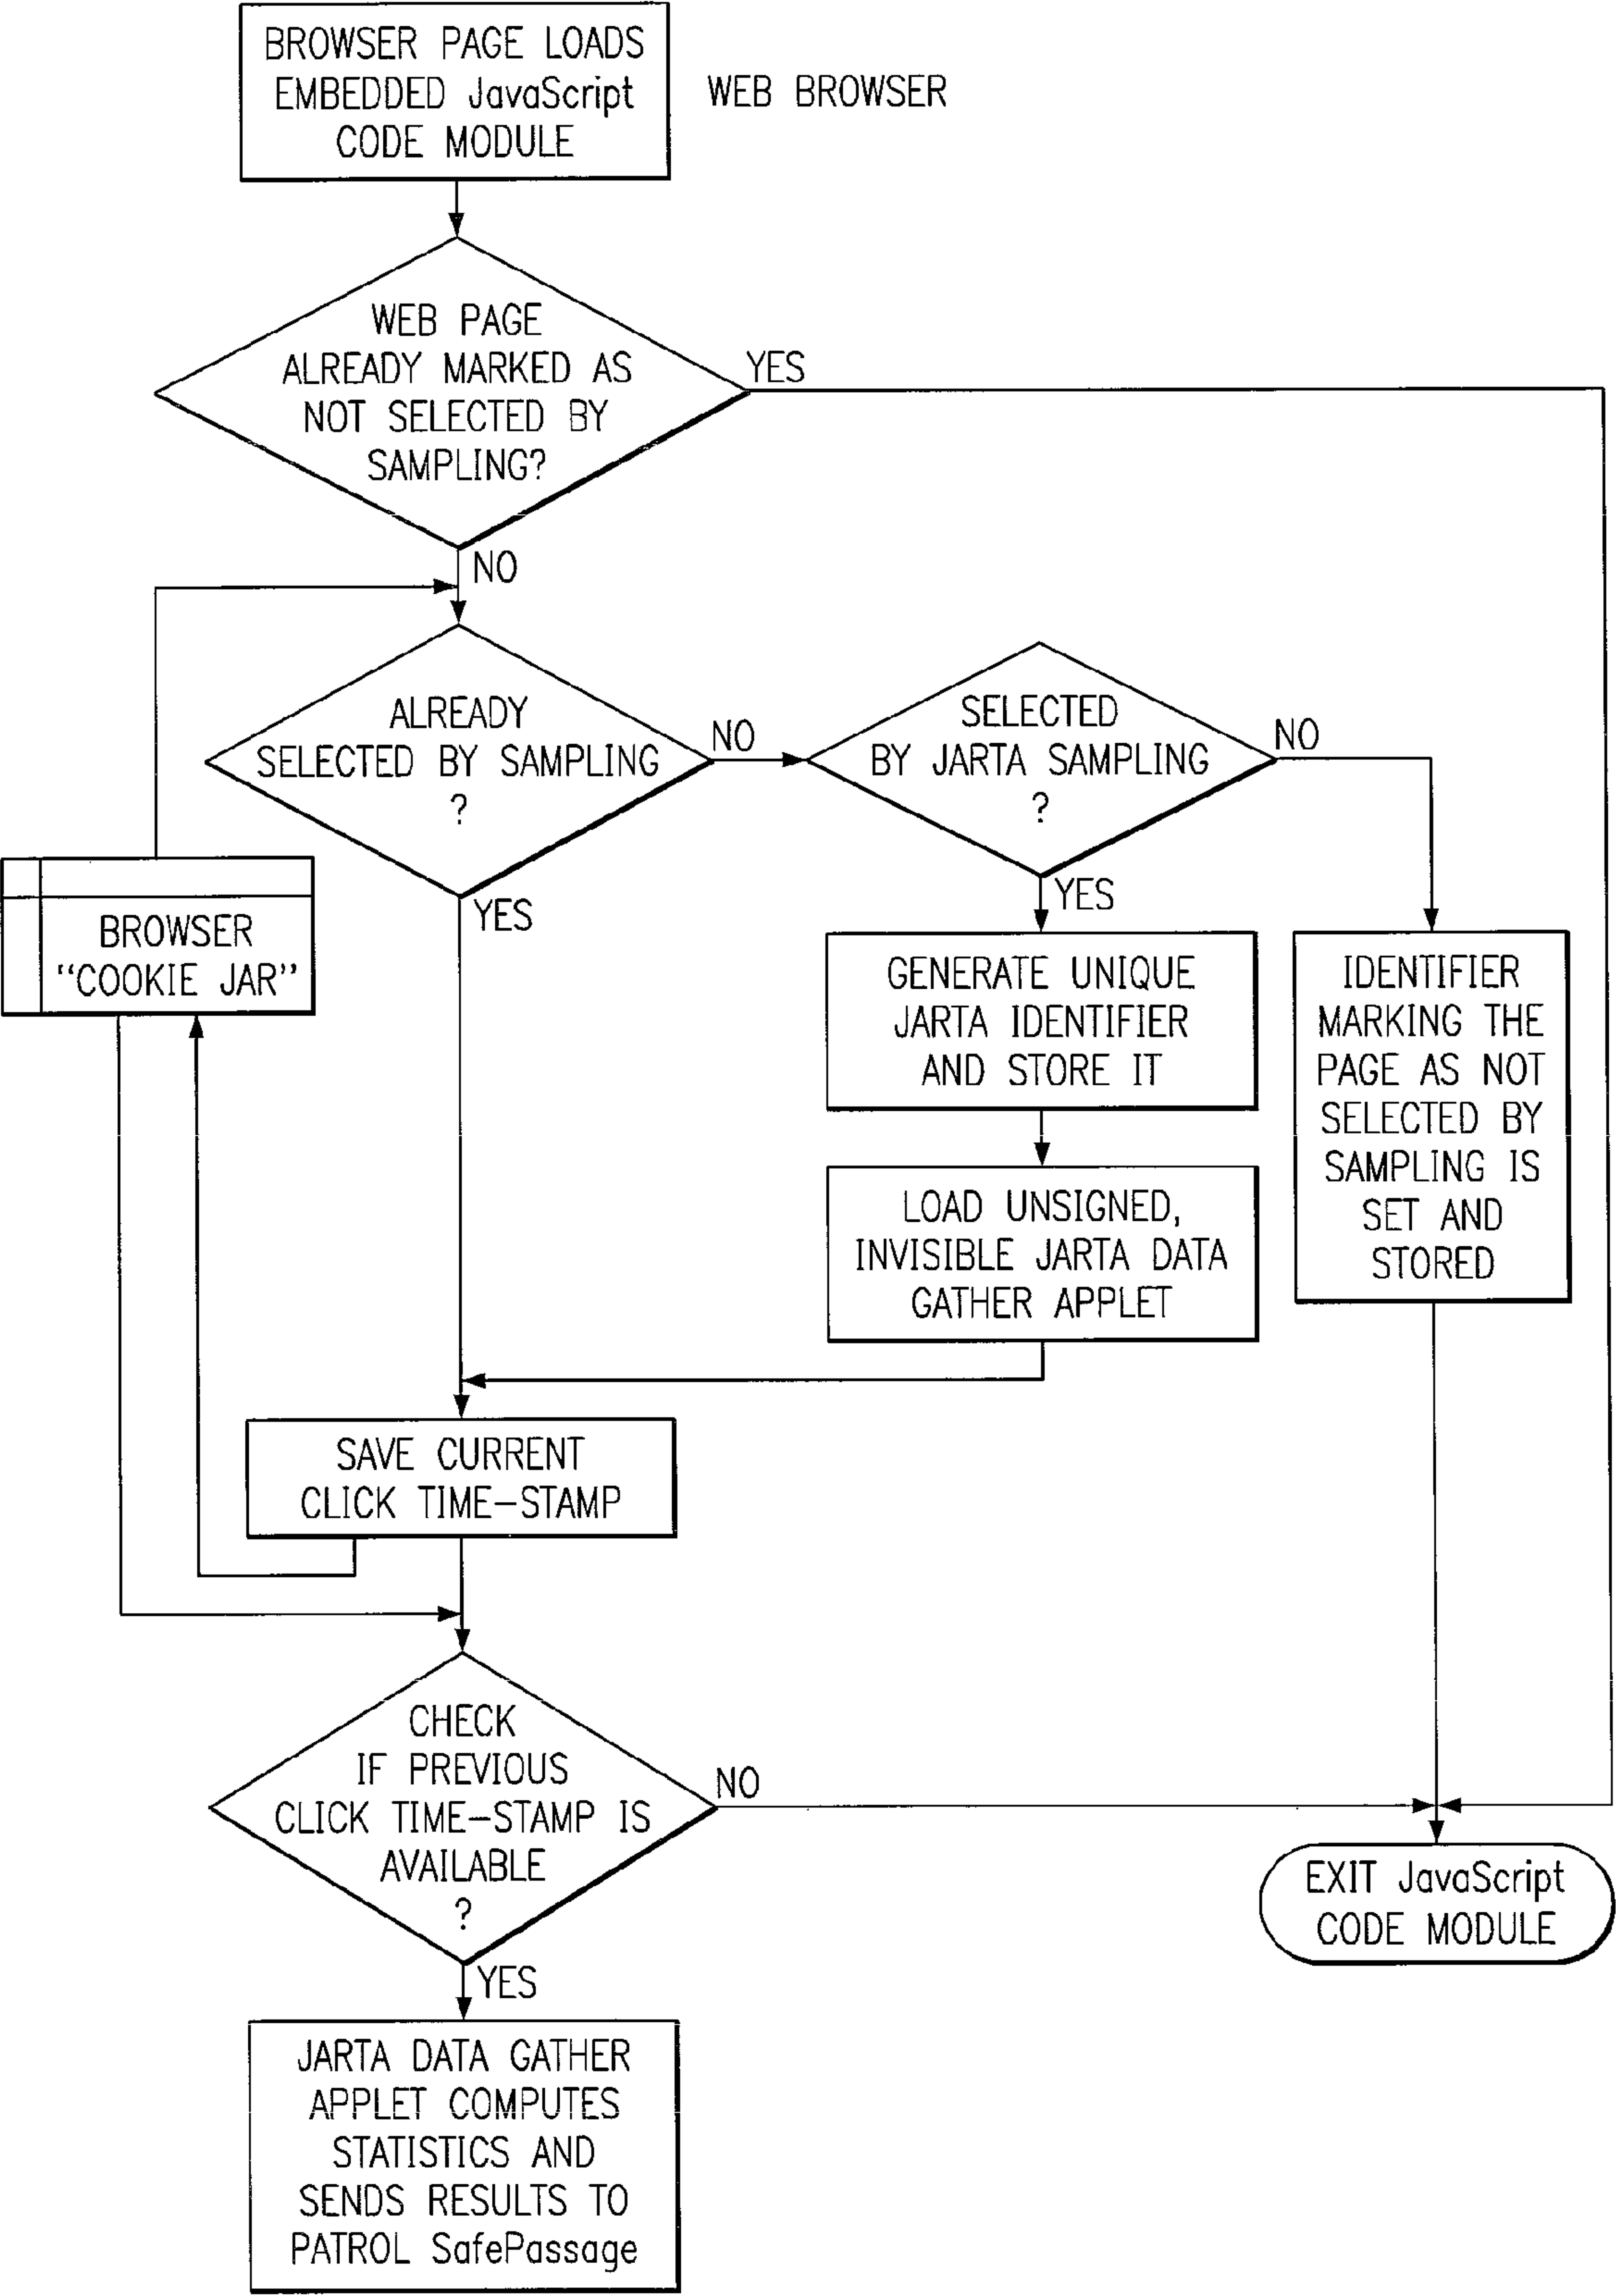 BROWSER PAGE LOADS
EMBEDDED JavaScript
CODE MODULE
WEB BROWSER
WEB PAGE
ALREADY MARKED AS
NOT SELECTED BY
SAMPLING?
YES
NO
ALREADY
SELECTED BY SAMPLING
?
NO
SELECTED
BY JARTA SAMPLING
?
NO
YES
YES
BROWSER
“COOKIE JAR”
GENERATE UNIQUE
JARTA IDENTIFIER
AND STORE IT
IDENTIFIER
MARKING THE
PAGE AS NOT
SELECTED BY
SAMPLING IS
SET AND
STORED
LOAD UNSIGNED,
INVISIBLE JARTA DATA
GATHER APPLET
SAVE CURRENT
CLICK TIME–STAMP
CHECK
IF PREVIOUS
CLICK TIME–STAMP IS
AVAILABLE
?
NO
YES
EXIT JavaScript
CODE MODULE
JARTA DATA GATHER
APPLET COMPUTES
STATISTICS AND
SENDS RESULTS TO
PATROL SafePassage